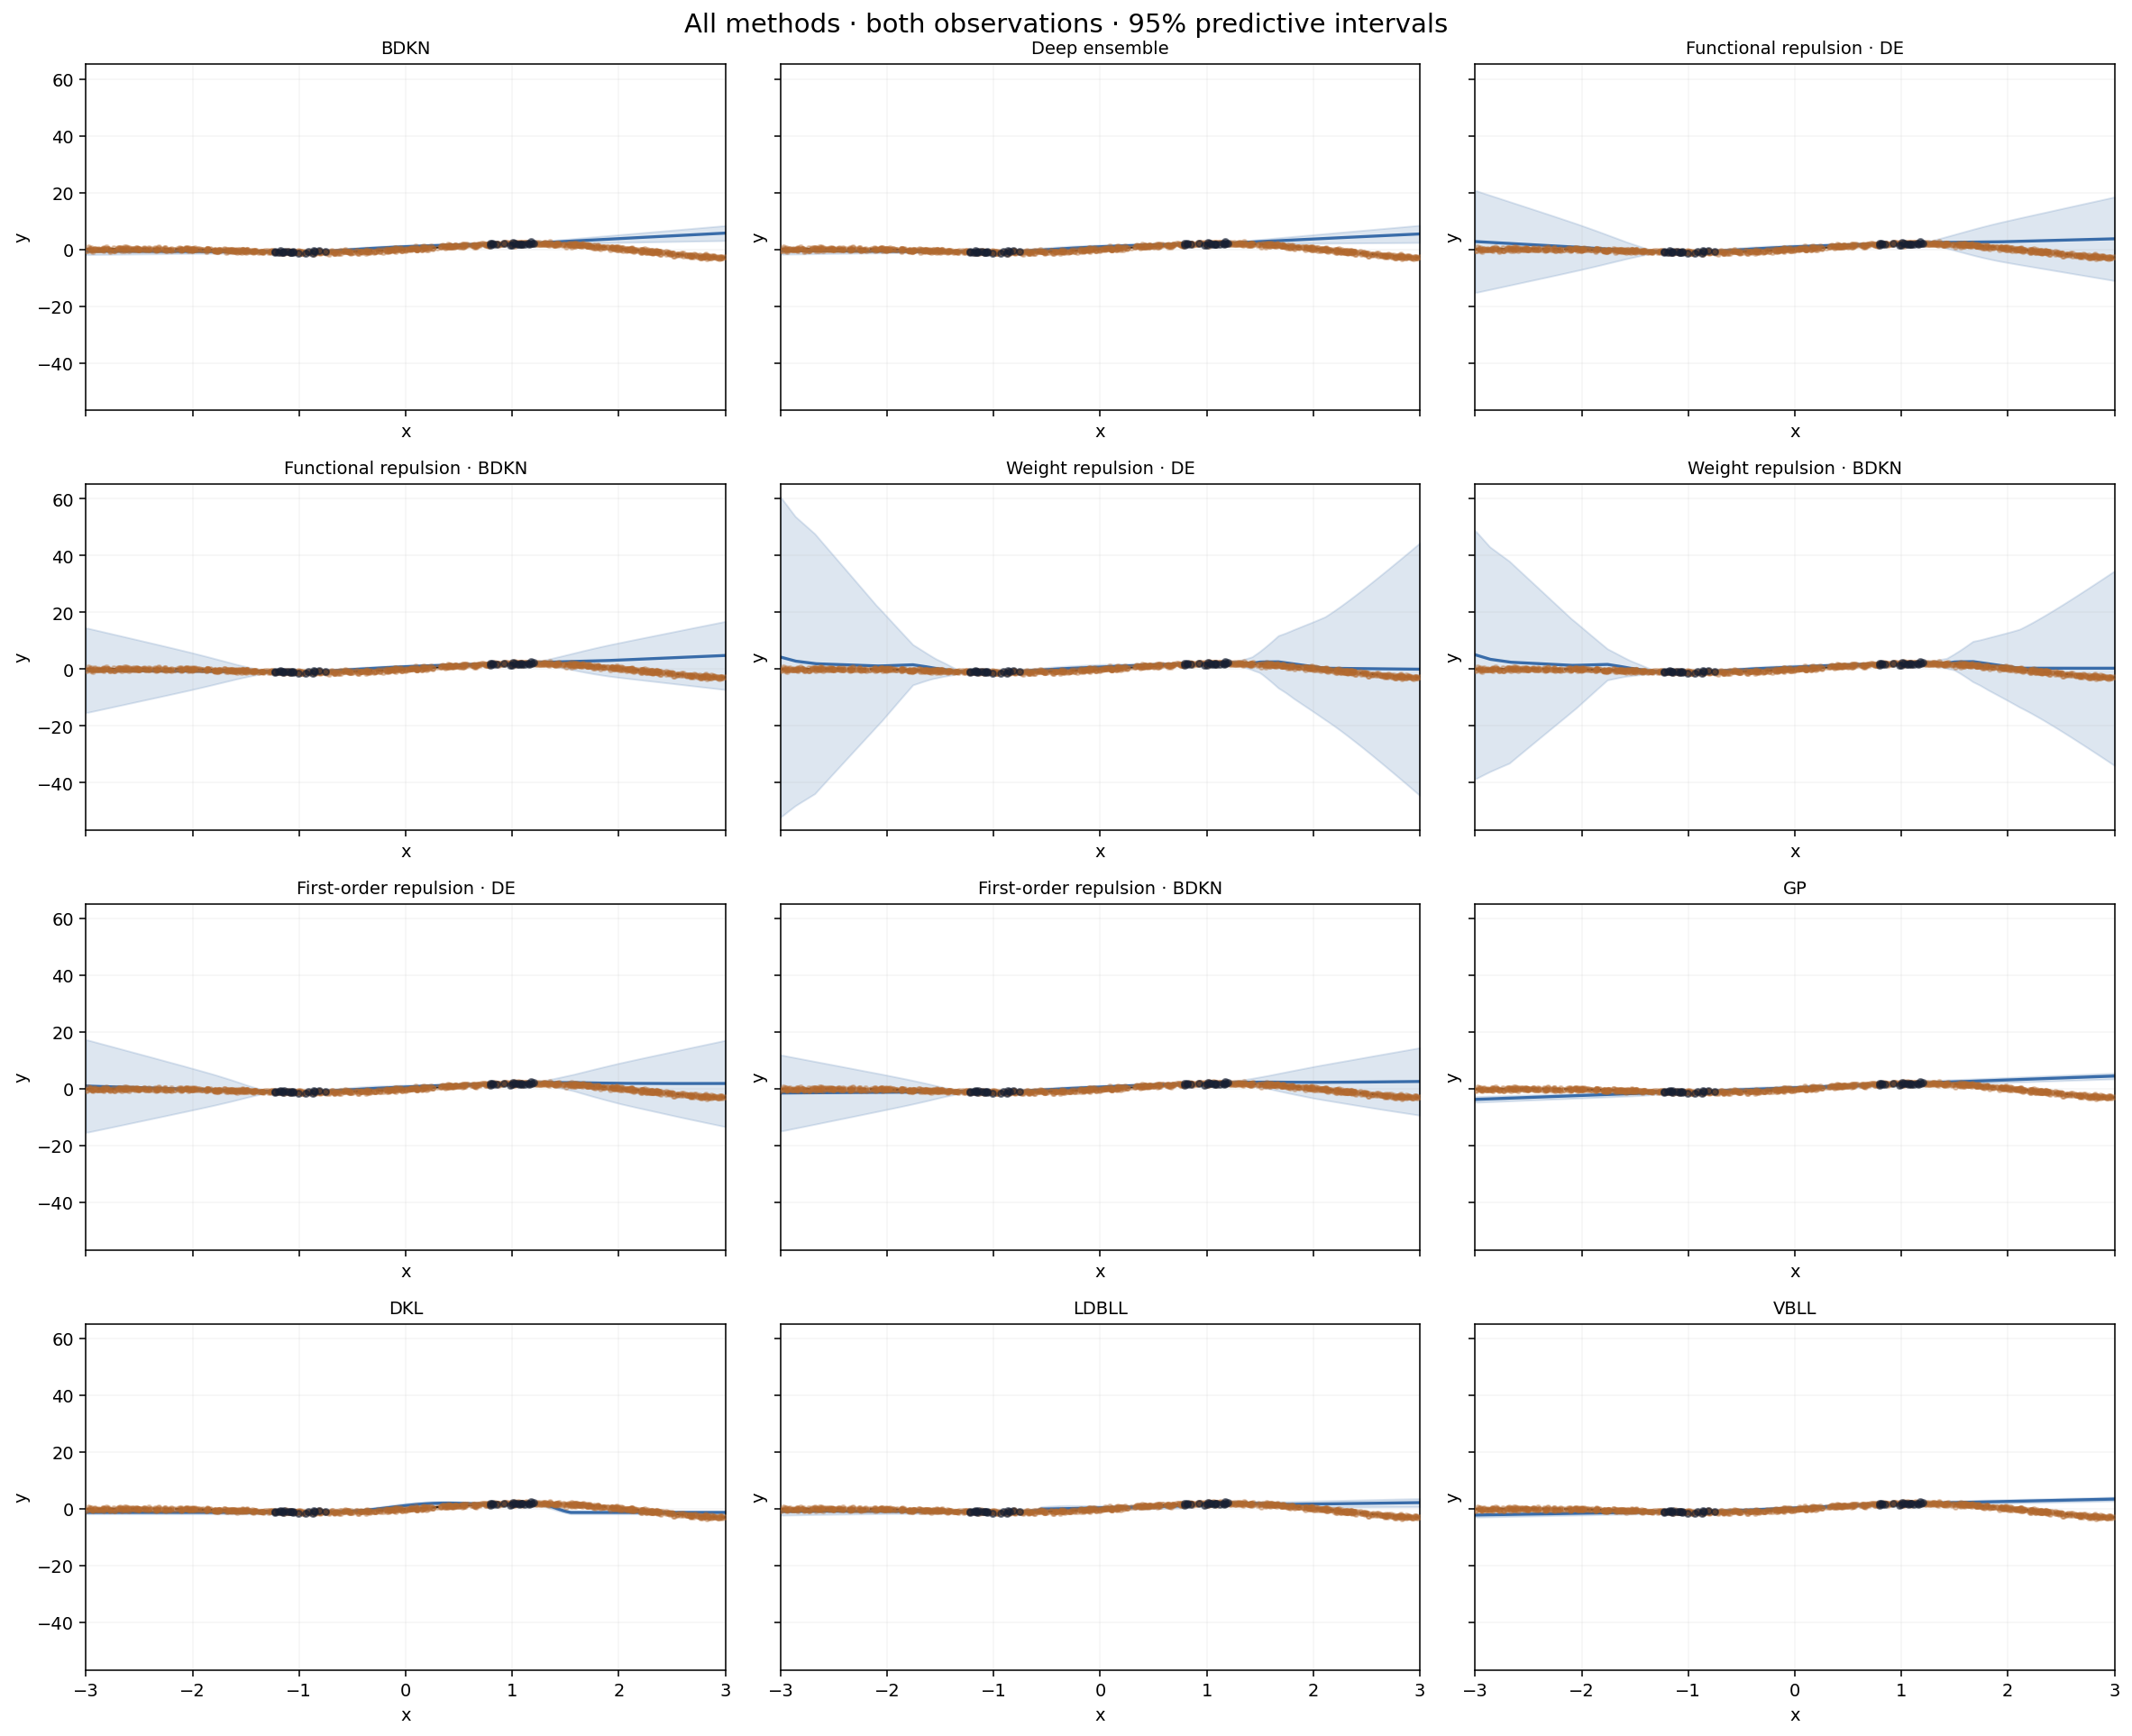 All methods · both observations · 95% predictive intervals
BDKN
Deep ensemble
Functional repulsion · DE
60
40
20
0
−20
−40
y
y
y
x
x
x
Functional repulsion · BDKN
Weight repulsion · DE
Weight repulsion · BDKN
60
40
20
0
−20
−40
y
y
y
x
x
x
First-order repulsion · DE
First-order repulsion · BDKN
GP
60
40
20
0
−20
−40
y
y
y
x
x
x
DKL
LDBLL
VBLL
60
40
20
0
−20
−40
y
y
y
−3 −2 −1 0 1 2 3
−3 −2 −1 0 1 2 3
−3 −2 −1 0 1 2 3
x
x
x